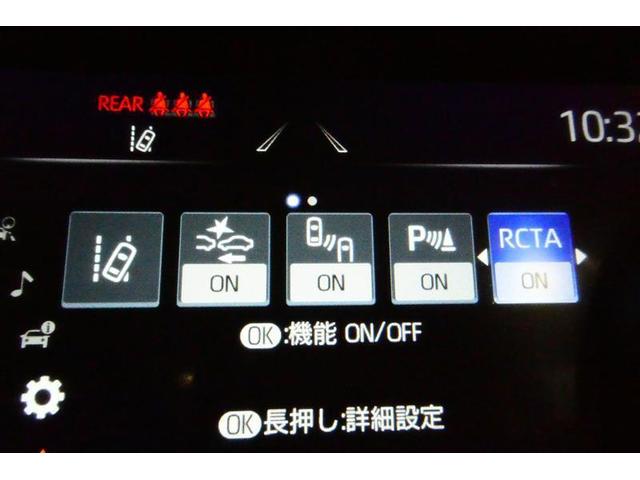 REAR
10:32
P RCTA
ON ON ON ON
OK:機能 ON/OFF
OK長押し:詳細設定